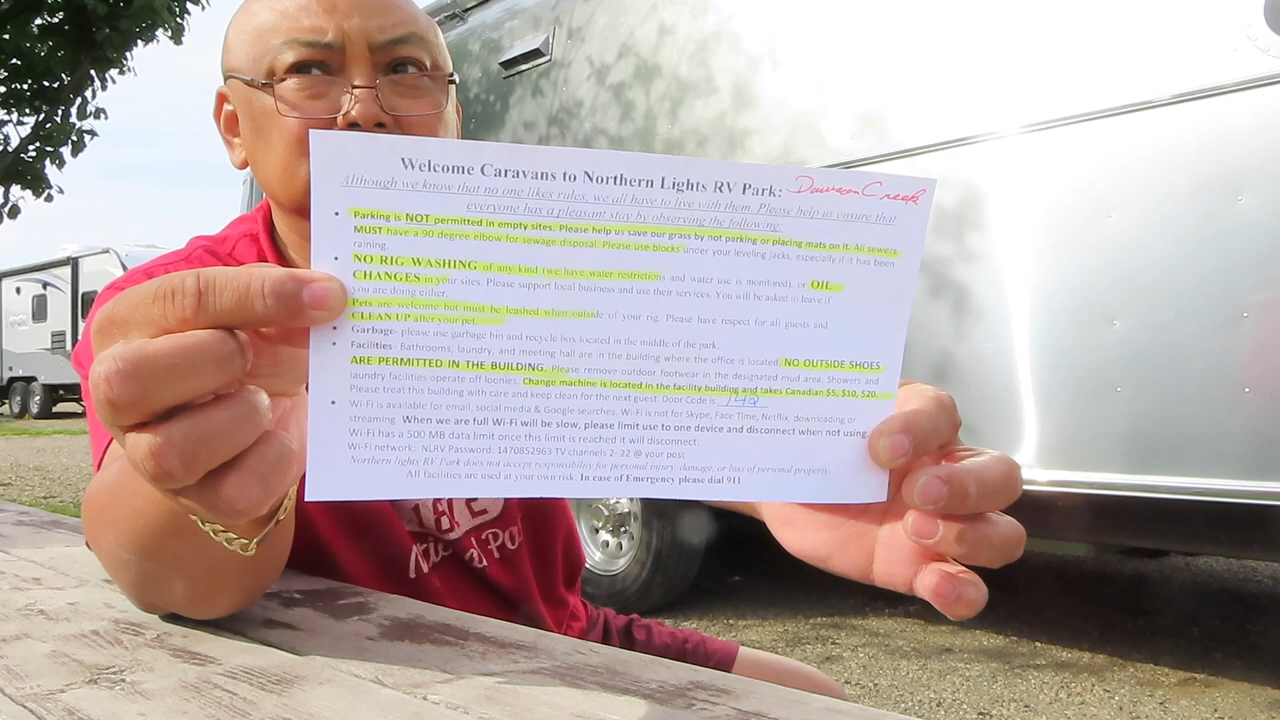 Welcome Caravans to Northern Lights RV Park: Dawson Creek
Although we know that no one likes rules, we all have to live with them. Please help us ensure that
everyone has a pleasant stay by observing the following:
• Parking is NOT permitted in empty sites. Please help us save our grass by not parking or placing mats on it. All sewers
MUST have a 90 degree elbow for sewage disposal. Please use blocks under your leveling jacks, especially if it has been
raining.
• NO RIG WASHING of any kind (we have water restrictions and water use is monitored), or OIL
CHANGES in your sites. Please support local business and use their services. You will be asked to leave if
you are doing either.
Pets are welcome but must be leashed when outside of your rig. Please have respect for all guests and
CLEAN UP after your pet.
• Garbage- please use garbage bin and recycle box located in the middle of the park.
• Facilities- Bathrooms, laundry, and meeting hall are in the building where the office is located. NO OUTSIDE SHOES
ARE PERMITTED IN THE BUILDING. Please remove outdoor footwear in the designated mud area. Showers and
laundry facilities operate off loonies. Change machine is located in the facility building and takes Canadian $5, $10, $20.
Please treat this building with care and keep clean for the next guest. Door Code is
• Wi-Fi is available for email, social media & Google searches. Wi-Fi is not for Skype, Face Time, Netflix, downloading or
streaming When we are full Wi-Fi will be slow, please limit use to one device and disconnect when not using.
Wi-Fi has a 500 MB data limit once this limit is reached it will disconnect.
Wi-Fi network: NLRV Password: 1470852963 TV channels 2-22 @ your post
Northern lights RV Park does not accept responsibility for personal injury, damage, or loss of personal property.
All facilities are used at your own risk. In case of Emergency please dial 911